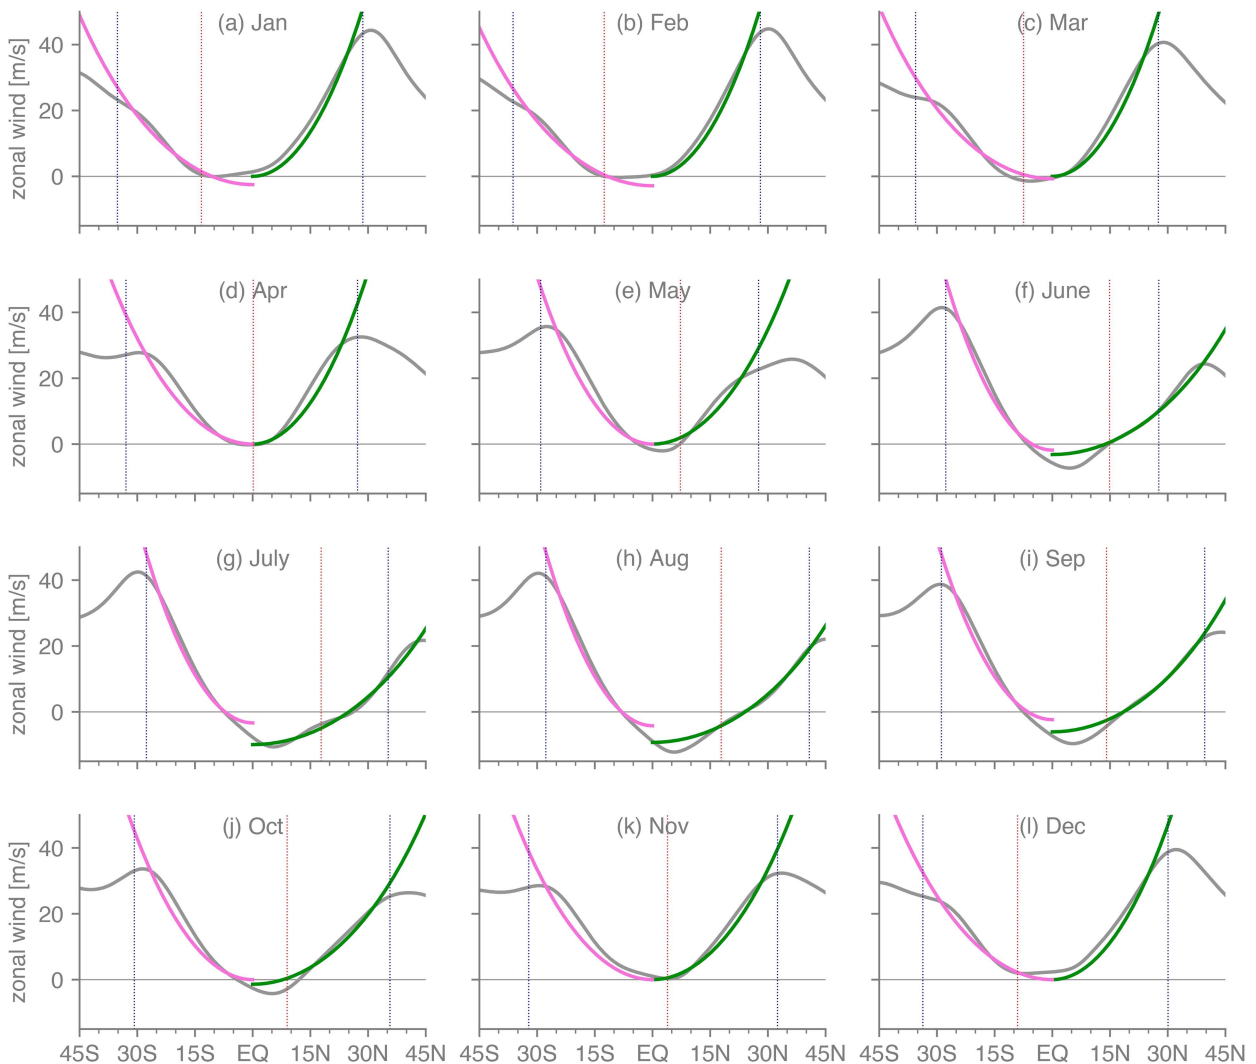 (a) Jan
(b) Feb
(c) Mar
zonal wind [m/s]
40
20
0
(d) Apr
(e) May
(f) June
zonal wind [m/s]
40
20
0
(g) July
(h) Aug
(i) Sep
zonal wind [m/s]
40
20
0
(j) Oct
(k) Nov
(l) Dec
zonal wind [m/s]
40
20
0
45S 30S 15S EQ 15N 30N 45N
45S 30S 15S EQ 15N 30N 45N
45S 30S 15S EQ 15N 30N 45N